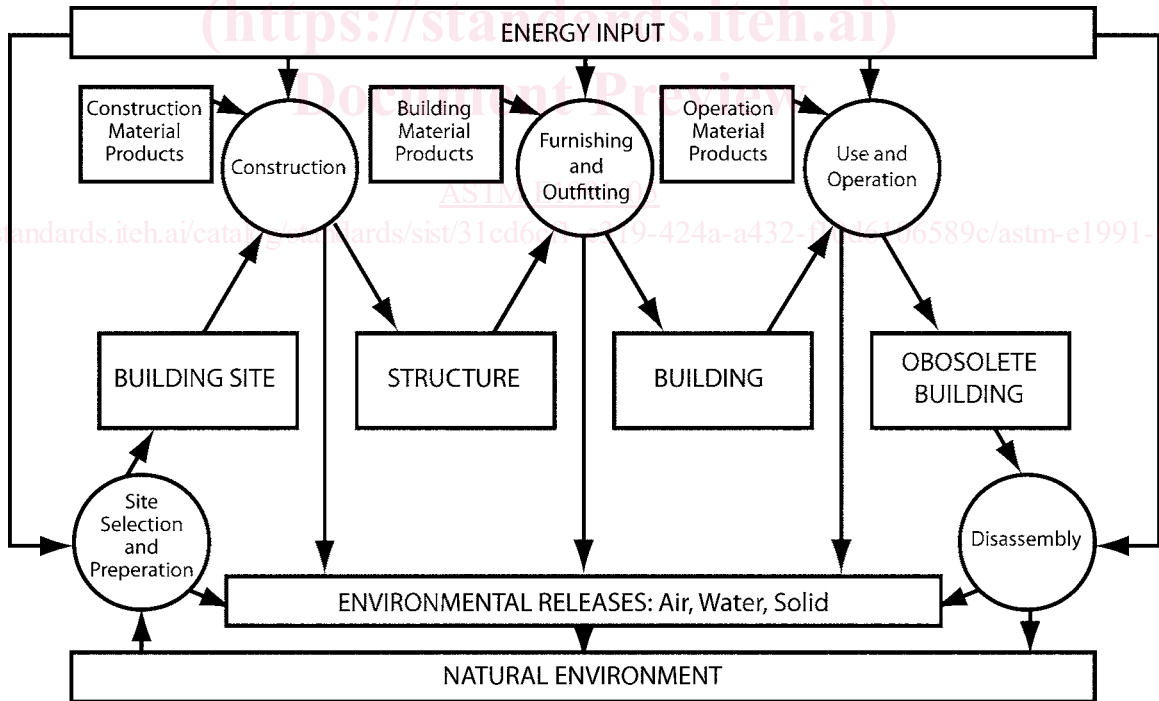 (https://standards.iteh.ai)
ENERGY INPUT
Document Preview
Construction
Material
Products
Construction
Building
Material
Products
Furnishing
and
Outfitting
Operation
Material
Products
Use and
Operation
ASTM
BUILDING SITE
STRUCTURE
BUILDING
OBOSOLETE
BUILDING
Site
Selection
and
Preperation
Disassembly
ENVIRONMENTAL RELEASES: Air, Water, Solid
NATURAL ENVIRONMENT